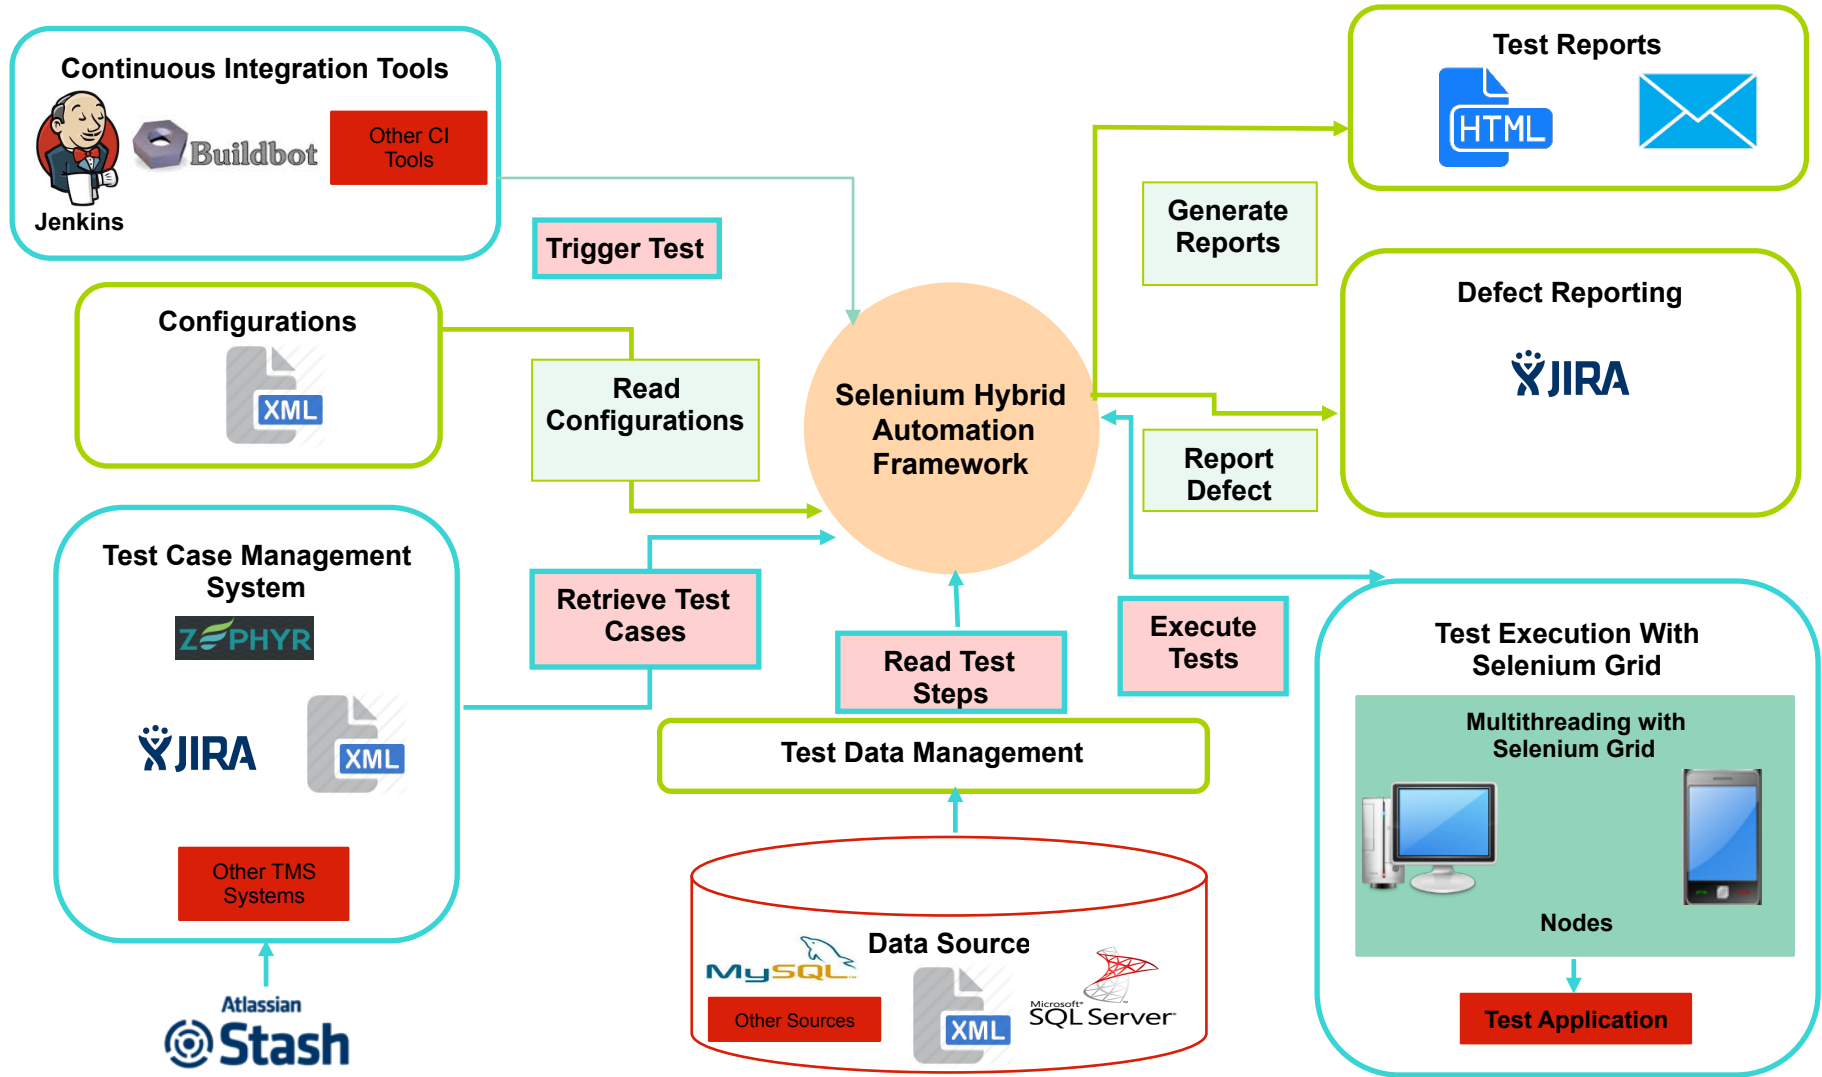 Continuous Integration Tools
Buildbot
Other CI
Tools
Jenkins
Trigger Test
Configurations
XML
Read
Configurations
Test Case Management
System
ZEPHYR
JIRA
XML
Other TMS
Systems
Atlassian
Stash
Retrieve Test
Cases
Selenium Hybrid
Automation
Framework
Read Test
Steps
Test Data Management
Data Source
MySQL
Other Sources
XML
Microsoft®
SQL Server
Generate
Reports
Test Reports
HTML
Defect Reporting
JIRA
Report
Defect
Execute
Tests
Test Execution With
Selenium Grid
Multithreading with
Selenium Grid
Nodes
Test Application